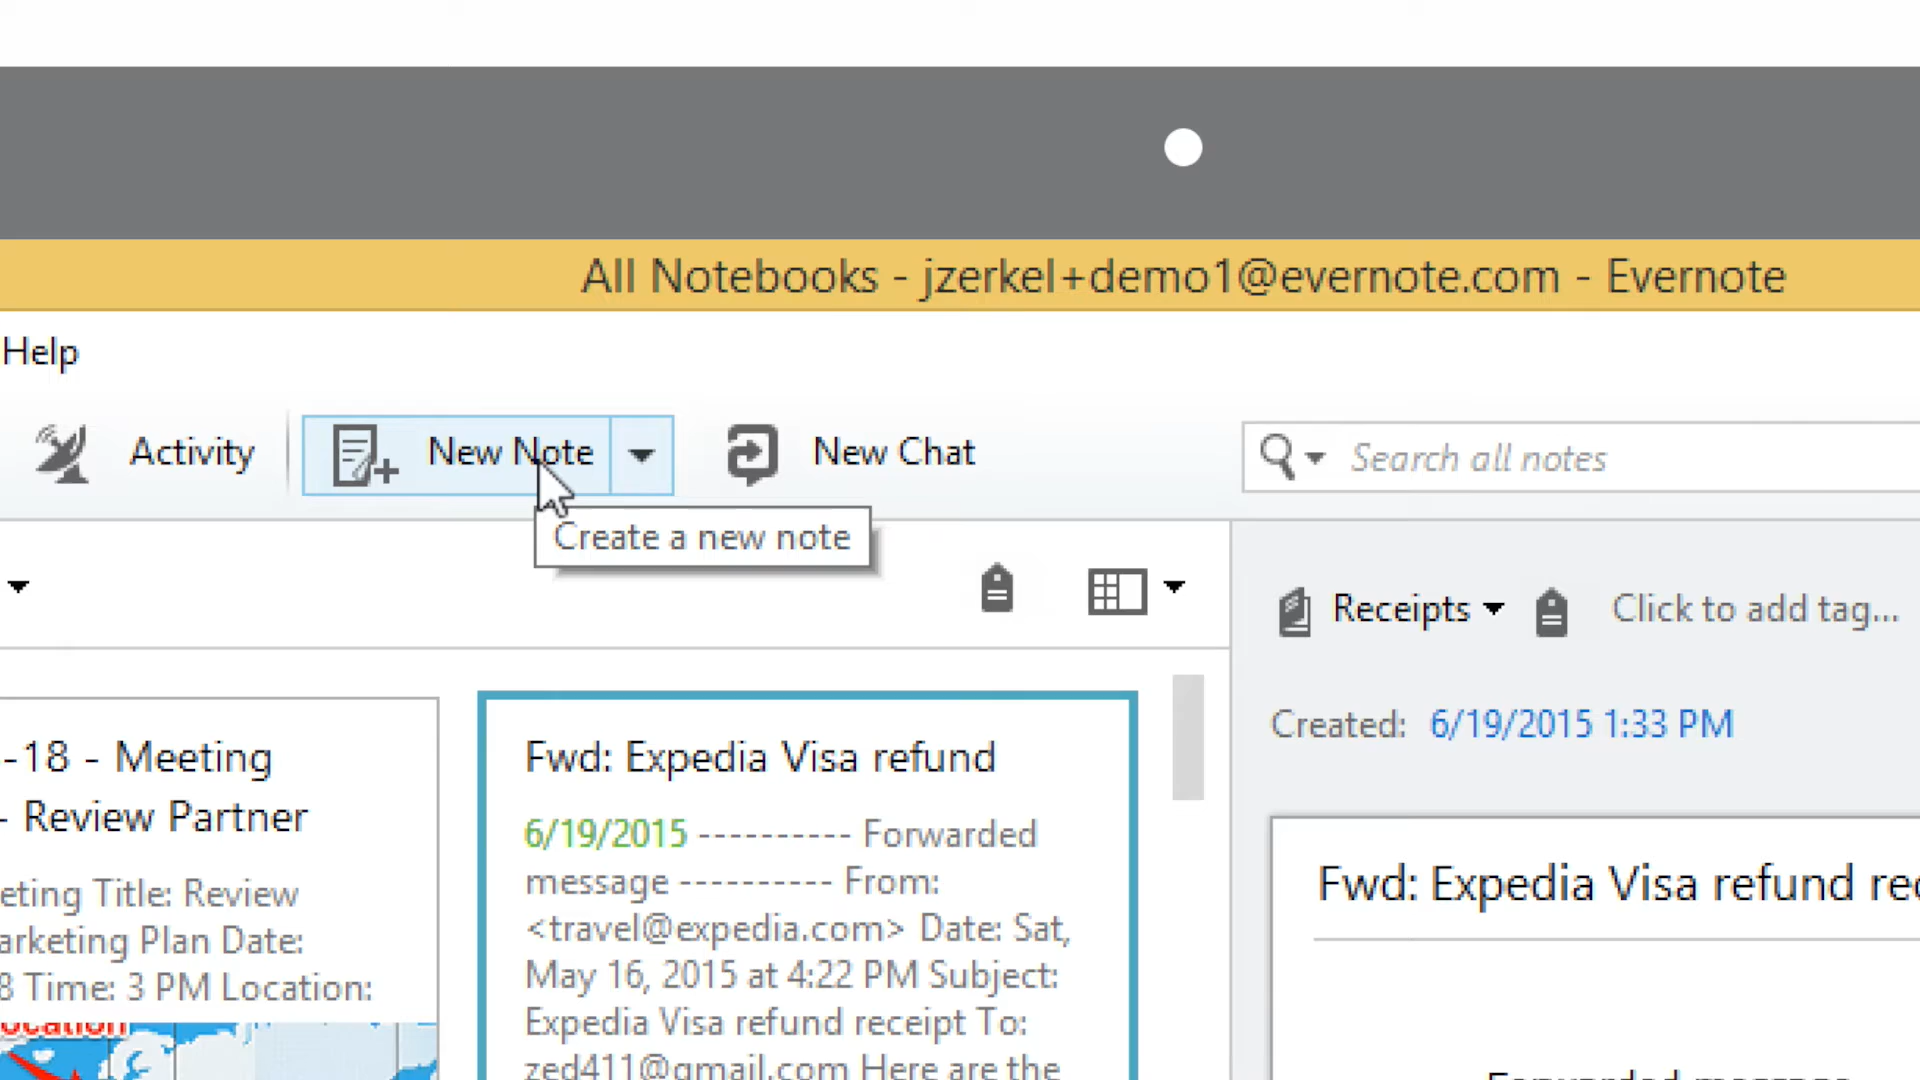 All Notebooks - jzerkel+demo1@evernote.com - Evernote
Help
Activity
New Note
New Chat
Search all notes
Create a new note
Receipts
Click to add tag...
Created: 6/19/2015 1:33 PM
-18 - Meeting
- Review Partner
eting Title: Review
arketing Plan Date:
8 Time: 3 PM Location:
ocation
Fwd: Expedia Visa refund
6/19/2015 ---------- Forwarded
message ---------- From:
<travel@expedia.com> Date: Sat,
May 16, 2015 at 4:22 PM Subject:
Expedia Visa refund receipt To:
zed411@gmail.com Here are the
Fwd: Expedia Visa refund rec
Forwarded message